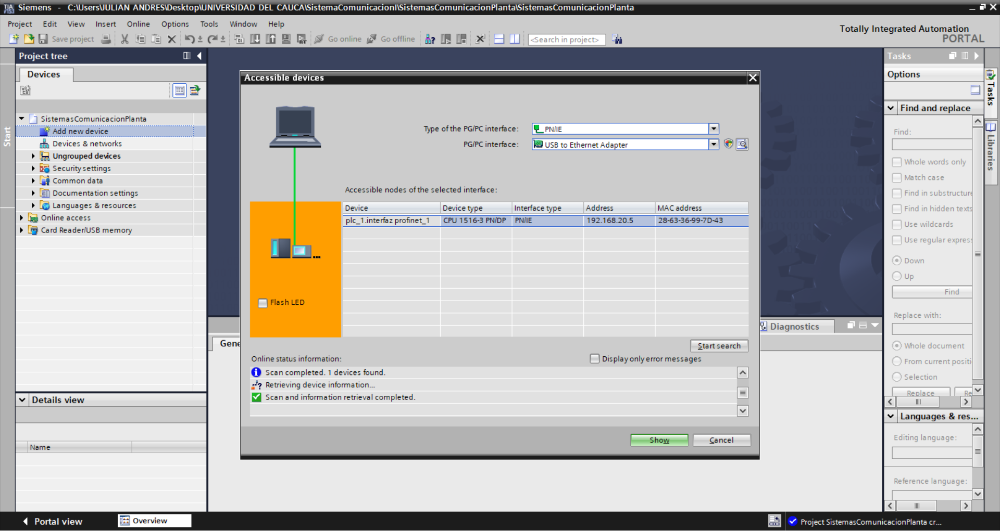 Siemens - C:\Users\JULIAN ANDRES\Desktop\UNIVERSIDAD DEL CAUCA\SistemaComunicacionI\SistemasComunicacionPlanta\SistemasComunicacionPlanta
Project Edit View Insert Online Options Tools Window Help
Totally Integrated Automation
PORTAL
Save project
Go online
Go offline
<Search in project>
Project tree
Devices
Start
SistemasComunicacionPlanta
Add new device
Devices & networks
Ungrouped devices
Security settings
Common data
Documentation settings
Languages & resources
Online access
Card Reader/USB memory
Details view
Name
Accessible devices
Type of the PG/PC interface: PN/IE
PG/PC interface: USB to Ethernet Adapter
Accessible nodes of the selected interface:
Device Device type Interface type Address MAC address
plc_1.interfaz profinet_1 CPU 1516-3 PN/DP PN/IE 192.168.20.5 28-63-36-99-7D-43
Flash LED
Start search
Online status information:
Display only error messages
Scan completed. 1 devices found.
Retrieving device information...
Scan and information retrieval completed.
Show
Cancel
Gene
Diagnostics
Tasks
Options
Find and replace
Find:
Whole words only
Match case
Find in substructure
Find in hidden texts
Use wildcards
Use regular express
Down
Up
Find
Replace with:
Whole document
From current positi
Selection
Replace
Re
Languages & res...
Editing language:
Reference language:
Tasks
Libraries
Portal view
Overview
Project SistemasComunicacionPlanta cr...